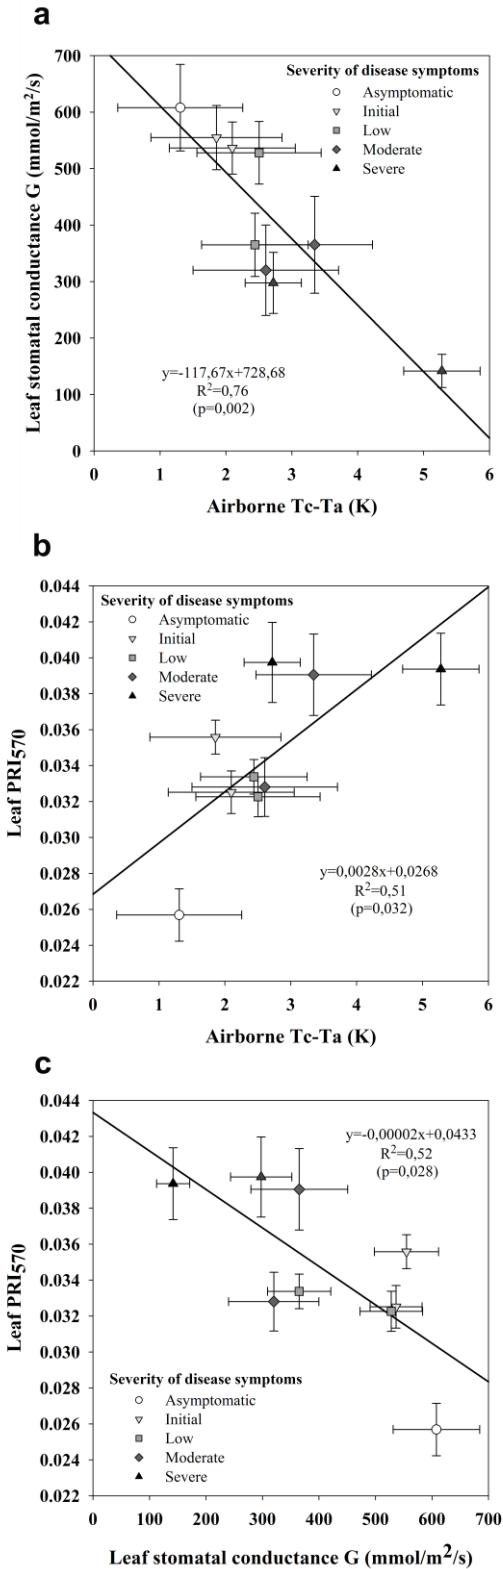 a
Severity of disease symptoms
Asymptomatic
Initial
Low
Moderate
Severe
Leaf stomatal conductance G (mmol/m²/s)
700
600
500
400
300
200
100
0
y=-117,67x+728,68
R²=0,76
(p=0,002)
0 1 2 3 4 5 6
Airborne Tc-Ta (K)
b
Severity of disease symptoms
Asymptomatic
Initial
Low
Moderate
Severe
Leaf PRI570
0.044
0.042
0.040
0.038
0.036
0.034
0.032
0.030
0.028
0.026
0.024
0.022
y=0,0028x+0,0268
R²=0,51
(p=0,032)
0 1 2 3 4 5 6
Airborne Tc-Ta (K)
c
y=-0,00002x+0,0433
R²=0,52
(p=0,028)
Leaf PRI570
0.044
0.042
0.040
0.038
0.036
0.034
0.032
0.030
0.028
0.026
0.024
0.022
Severity of disease symptoms
Asymptomatic
Initial
Low
Moderate
Severe
0 100 200 300 400 500 600 700
Leaf stomatal conductance G (mmol/m²/s)